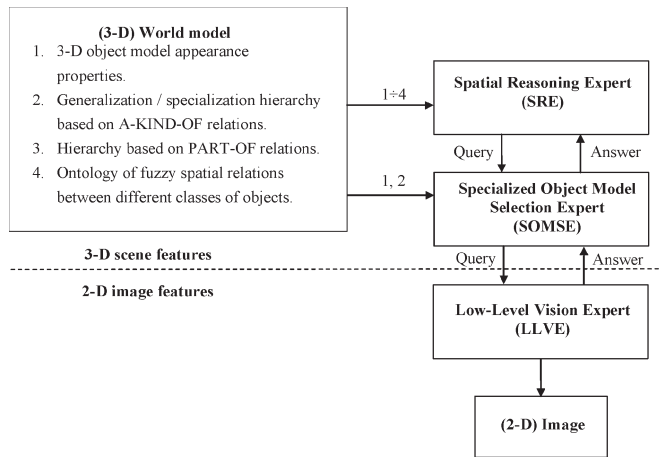 (3-D) World model
1. 3-D object model appearance
properties.
2. Generalization / specialization hierarchy
based on A-KIND-OF relations.
3. Hierarchy based on PART-OF relations.
4. Ontology of fuzzy spatial relations
between different classes of objects.
1÷4
1, 2
Spatial Reasoning Expert
(SRE)
Query
Answer
Specialized Object Model
Selection Expert
(SOMSE)
3-D scene features
Query
Answer
2-D image features
Low-Level Vision Expert
(LLVE)
(2-D) Image